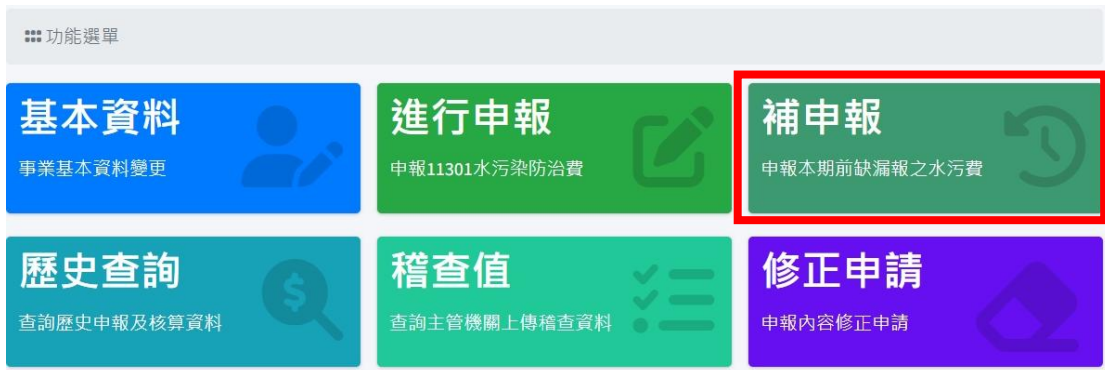 功能選單
基本資料
事業基本資料變更
進行申報
申報11301水污染防治費
補申報
申報本期前缺漏報之水污費
歷史查詢
查詢歷史申報及核算資料
稽查值
查詢主管機關上傳稽查資料
修正申請
申報內容修正申請